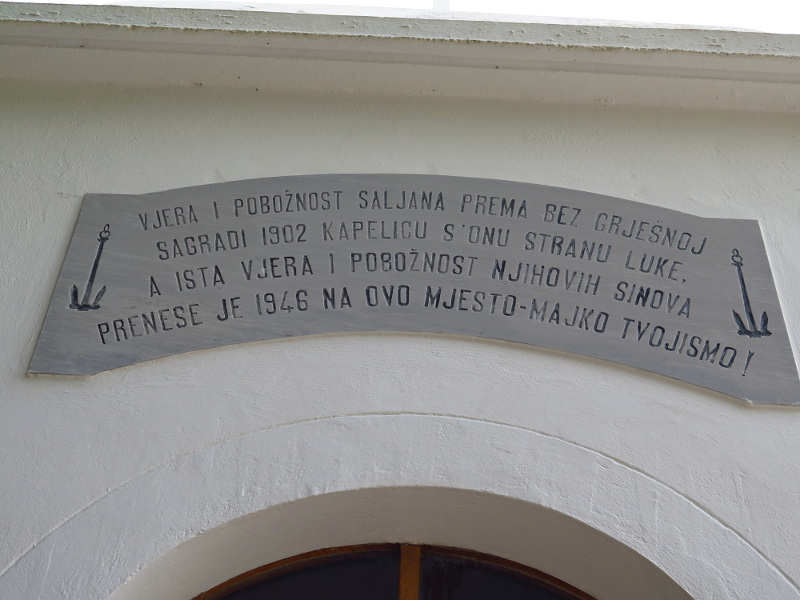 VJERA I POBOŽNOST SALJANA PREMA BEZ GRJEŠNOJ
SAGRADI 1902 KAPELICU S'ONU STRANU LUKE,
A ISTA VJERA I POBOŽNOST NJIHOVIH SINOVA
PRENESE JE 1946 NA OVO MJESTO-MAJKO TVOJISMO!